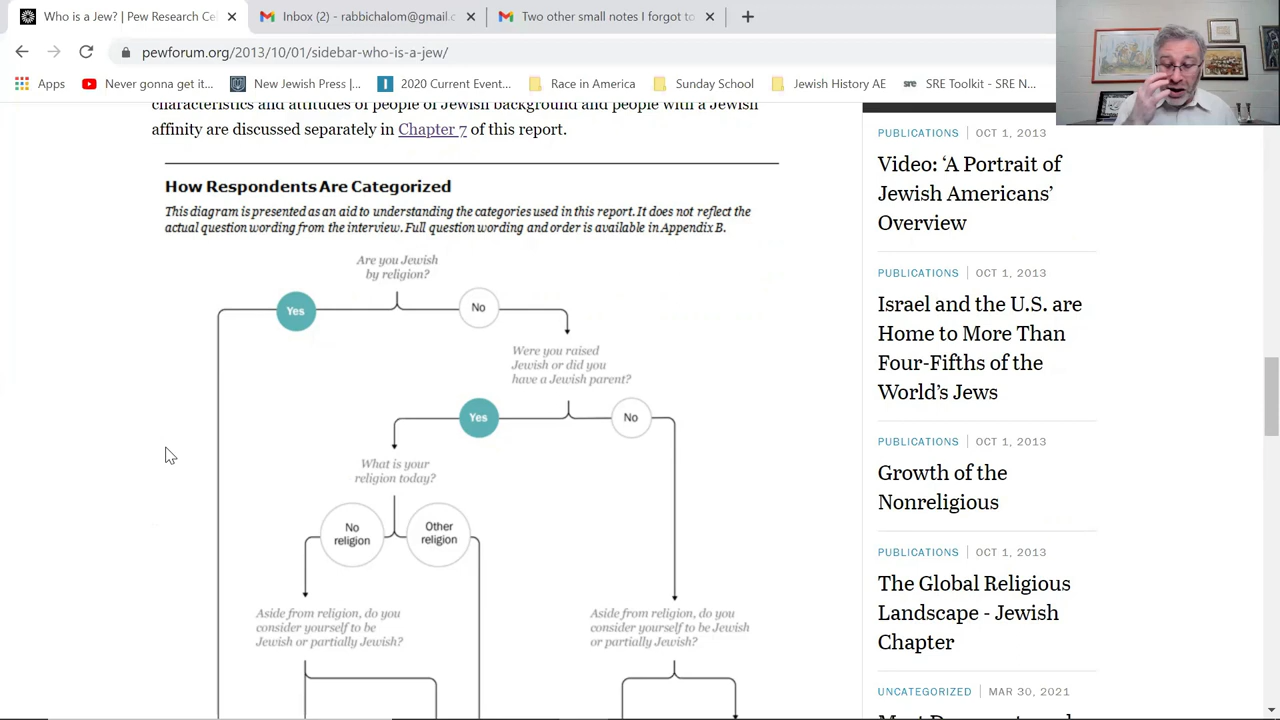 Who is a Jew? | Pew Research Ce
Inbox (2) - rabbichalom@gmail.c
Two other small notes I forgot to
pewforum.org/2013/10/01/sidebar-who-is-a-jew/
Apps
Never gonna get it...
New Jewish Press |...
Race in America
Sunday School
Jewish History AE
SRE Toolkit - SRE N...
characteristics and attitudes of people of Jewish background and people with a Jewish
affinity are discussed separately in Chapter 7 of this report.
How Respondents Are Categorized
This diagram is presented as an aid to understanding the categories used in this report. It does not reflect the
actual question wording from the interview. Full question wording and order is available in Appendix B.
Are you Jewish
by religion?
Yes
No
Were you raised
Jewish or did you
have a Jewish parent?
Yes
No
What is your
religion today?
No
religion
Other
religion
Aside from religion, do you
consider yourself to be
Jewish or partially Jewish?
Aside from religion, do you
consider yourself to be Jewish
or partially Jewish?
PUBLICATIONS | OCT 1, 2013
Video: ‘A Portrait of
Jewish Americans’
Overview
PUBLICATIONS | OCT 1, 2013
Israel and the U.S. are
Home to More Than
Four-Fifths of the
World’s Jews
PUBLICATIONS | OCT 1, 2013
Growth of the
Nonreligious
PUBLICATIONS | OCT 1, 2013
The Global Religious
Landscape - Jewish
Chapter
UNCATEGORIZED | MAR 30, 2021